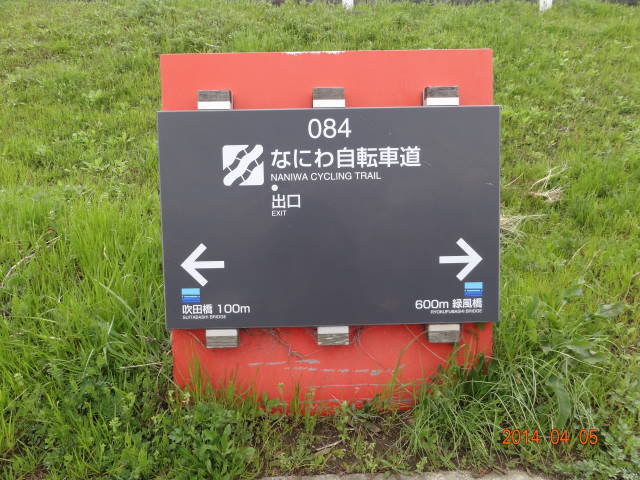 084
なにわ自転車道
NANIWA CYCLING TRAIL
出口
EXIT
吹田橋 100m
SUITABASHI BRIDGE
600m 緑風橋
RYOKUFUBASHI BRIDGE
2014 04 05